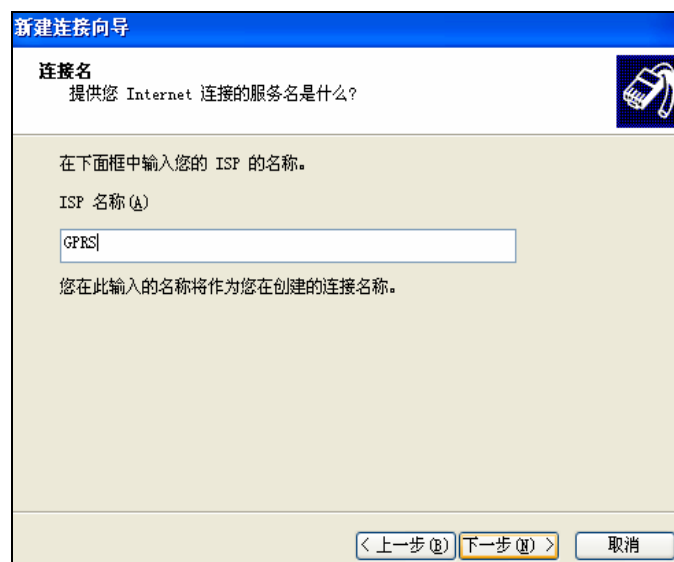 新建连接向导
连接名
提供您 Internet 连接的服务名是什么?
在下面框中输入您的 ISP 的名称。
ISP 名称(A)
GPRS
您在此输入的名称将作为您在创建的连接名称。
< 上一步(B) 下一步(N) > 取消